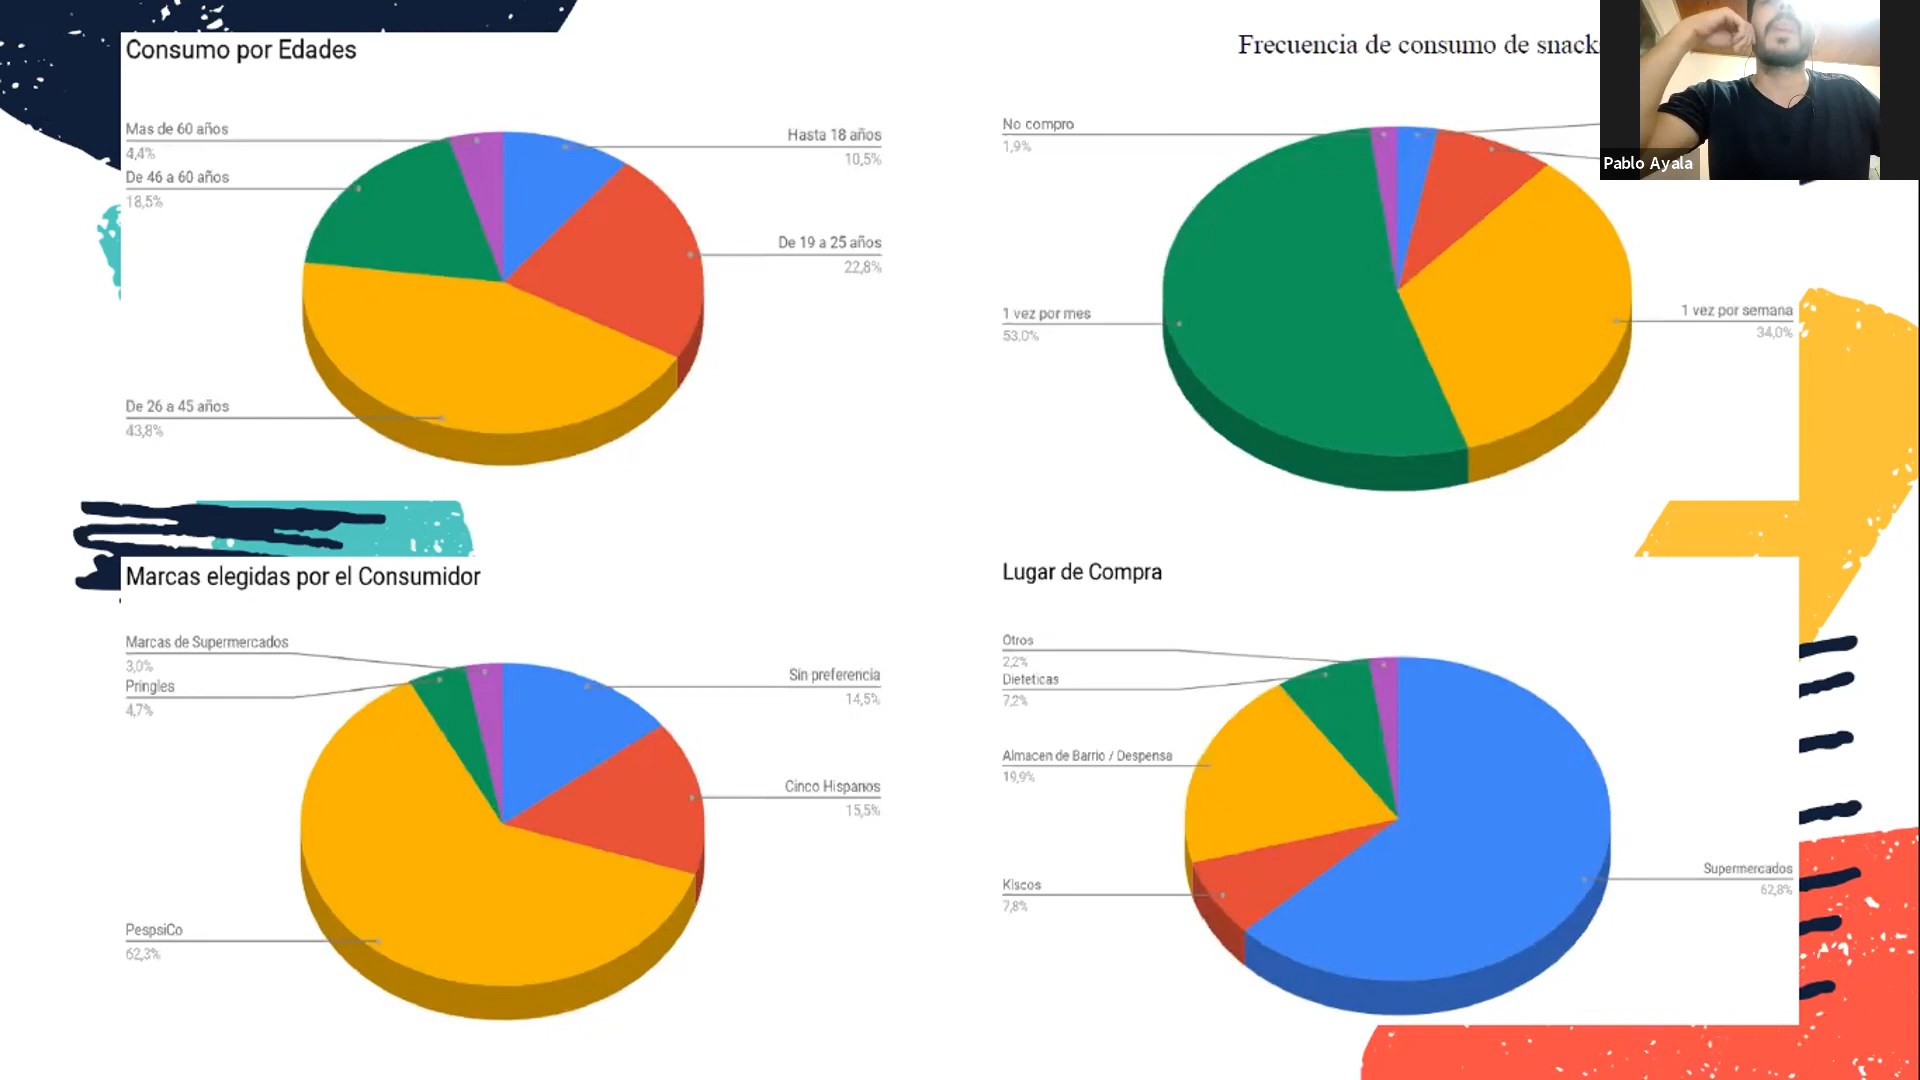 Consumo por Edades
Mas de 60 años
4,4%
De 46 a 60 años
18,5%
De 26 a 45 años
43,8%
Hasta 18 años
10,5%
De 19 a 25 años
22,8%
Frecuencia de consumo de snack
No compro
1,9%
1 vez por mes
53,0%
1 vez por semana
34,0%
Pablo Ayala
Marcas elegidas por el Consumidor
Marcas de Supermercados
3,0%
Pringles
4,7%
PespsiCo
62,3%
Sin preferencia
14,5%
Cinco Hispanos
15,5%
Lugar de Compra
Otros
2,2%
Dieteticas
7,2%
Almacen de Barrio / Despensa
19,9%
Kiscos
7,8%
Supermercados
62,8%